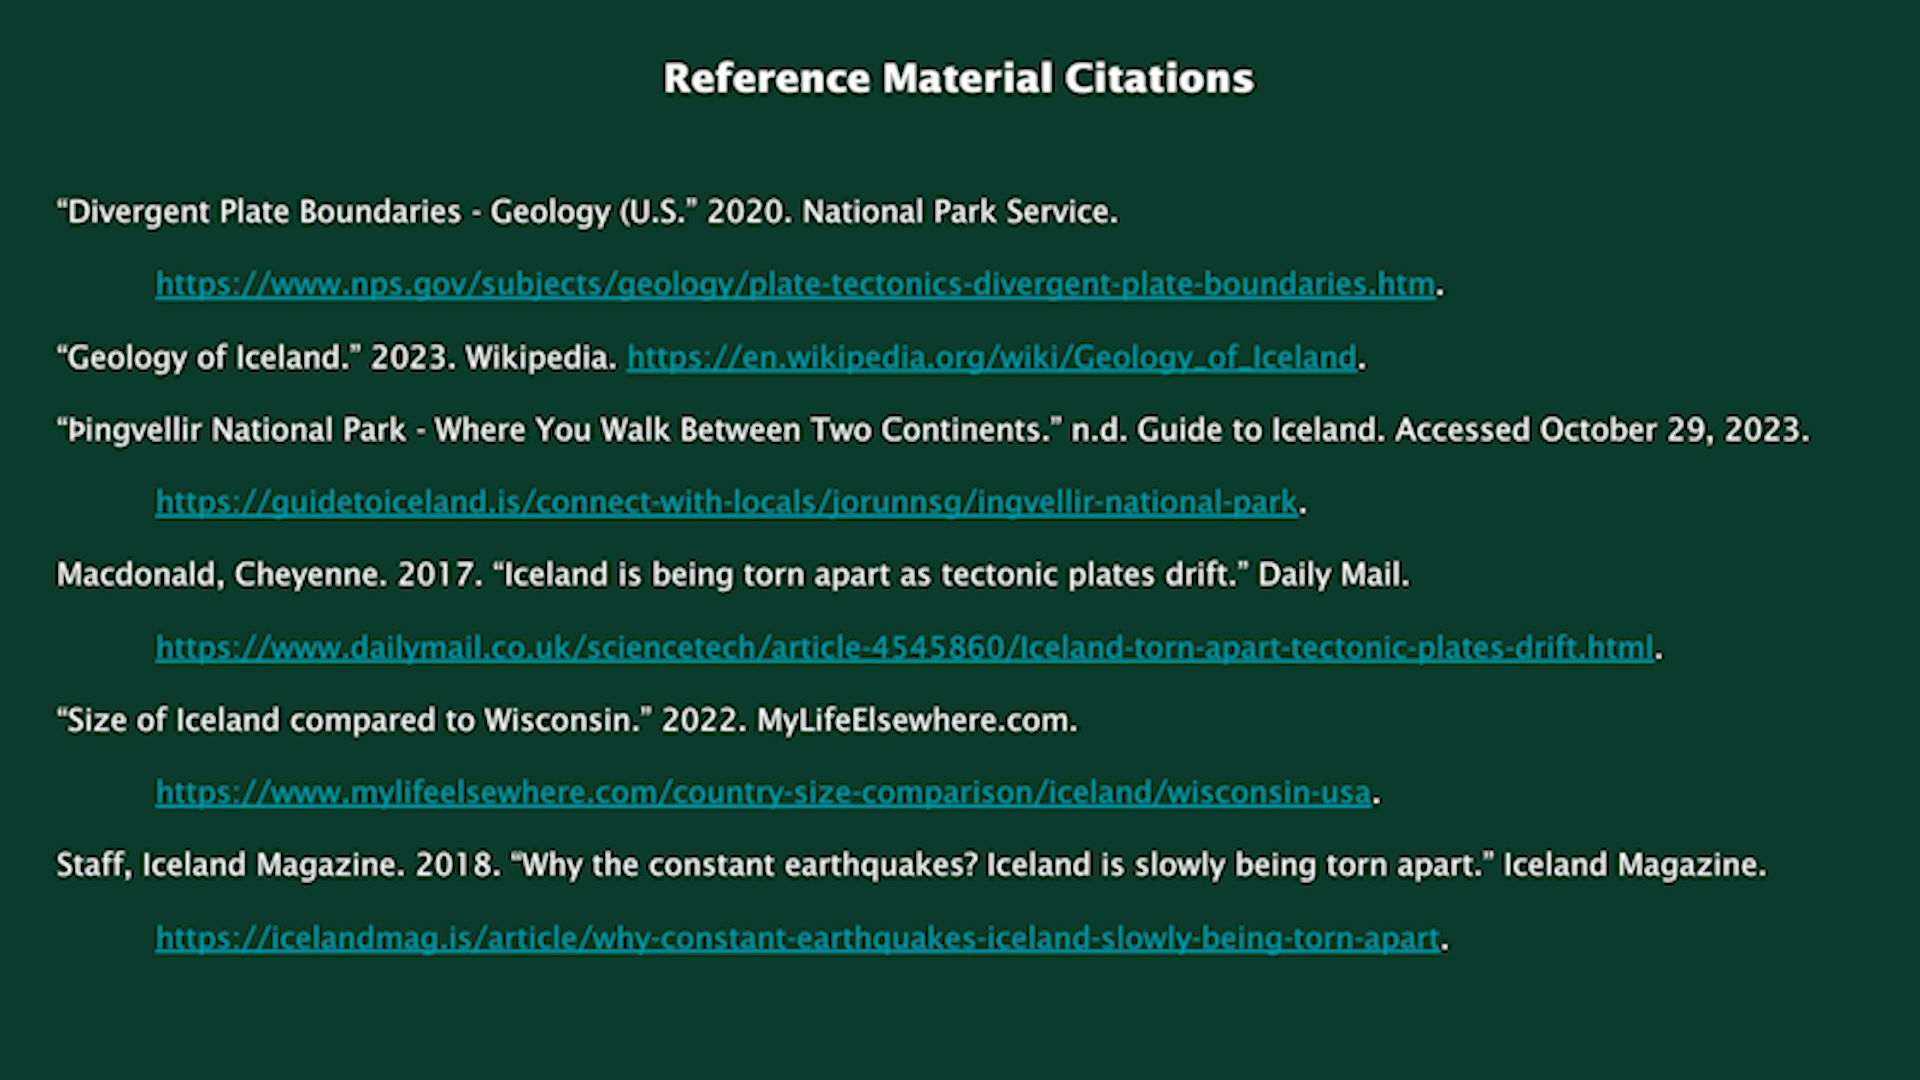 Reference Material Citations
“Divergent Plate Boundaries - Geology (U.S.” 2020. National Park Service.
https://www.nps.gov/subjects/geology/plate-tectonics-divergent-plate-boundaries.htm.
“Geology of Iceland.” 2023. Wikipedia. https://en.wikipedia.org/wiki/Geology_of_Iceland.
“Þingvellir National Park - Where You Walk Between Two Continents.” n.d. Guide to Iceland. Accessed October 29, 2023.
https://guidetoiceland.is/connect-with-locals/jorunnsg/ingvellir-national-park.
Macdonald, Cheyenne. 2017. “Iceland is being torn apart as tectonic plates drift.” Daily Mail.
https://www.dailymail.co.uk/sciencetech/article-4545860/Iceland-torn-apart-tectonic-plates-drift.html.
“Size of Iceland compared to Wisconsin.” 2022. MyLifeElsewhere.com.
https://www.mylifeelsewhere.com/country-size-comparison/iceland/wisconsin-usa.
Staff, Iceland Magazine. 2018. “Why the constant earthquakes? Iceland is slowly being torn apart.” Iceland Magazine.
https://icelandmag.is/article/why-constant-earthquakes-iceland-slowly-being-torn-apart.